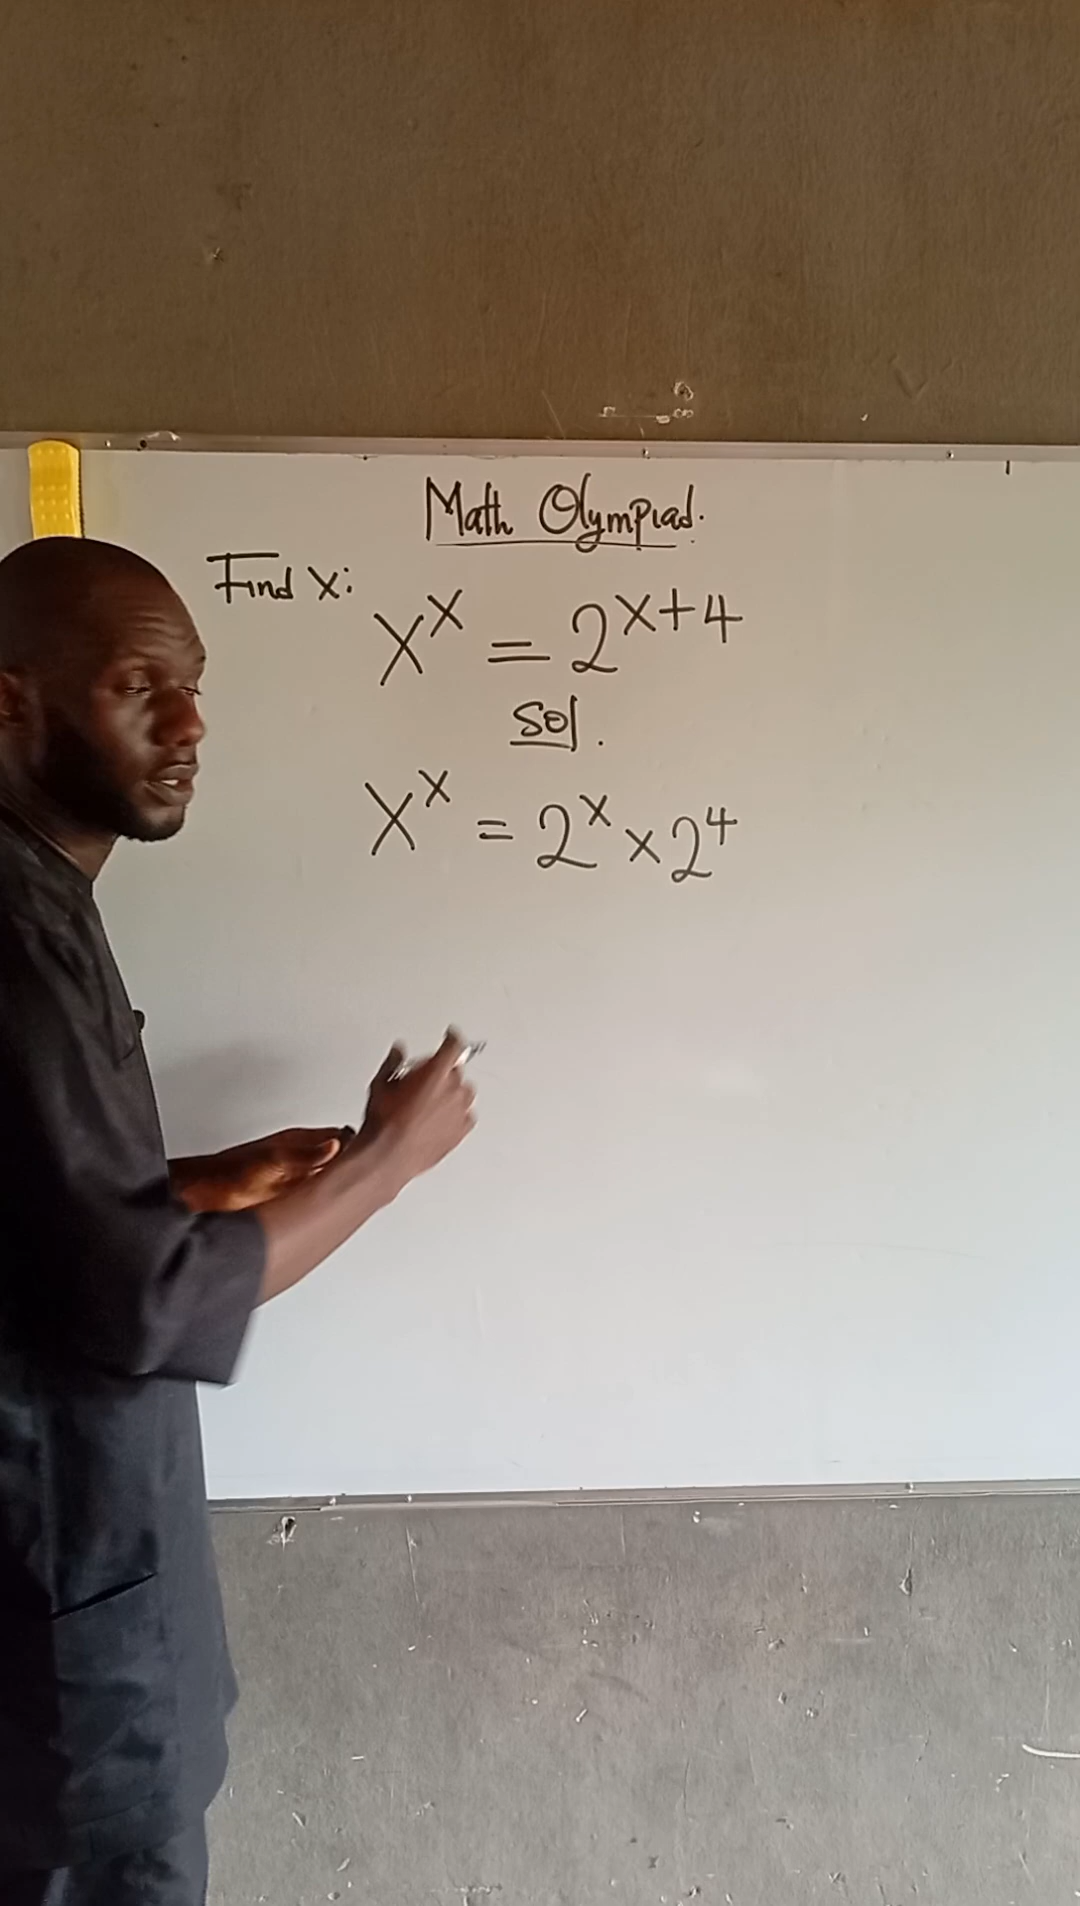 Math Olympiad.
Find x:
x^x = 2^{x+4}
Sol.
x^x = 2^x × 2^4